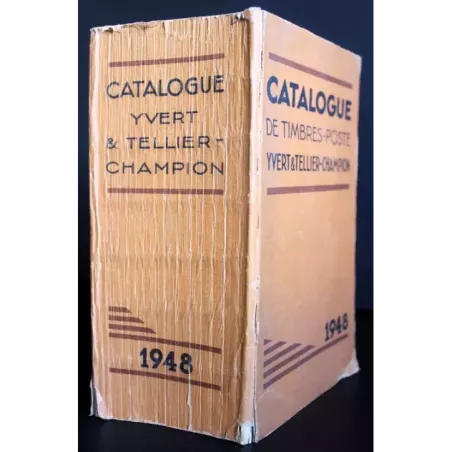 CATALOGUE
YVERT
& TELLIER-
CHAMPION
1948
CATALOGUE
DE TIMBRES-POSTE
YVERT & TELLIER-CHAMPION
1948